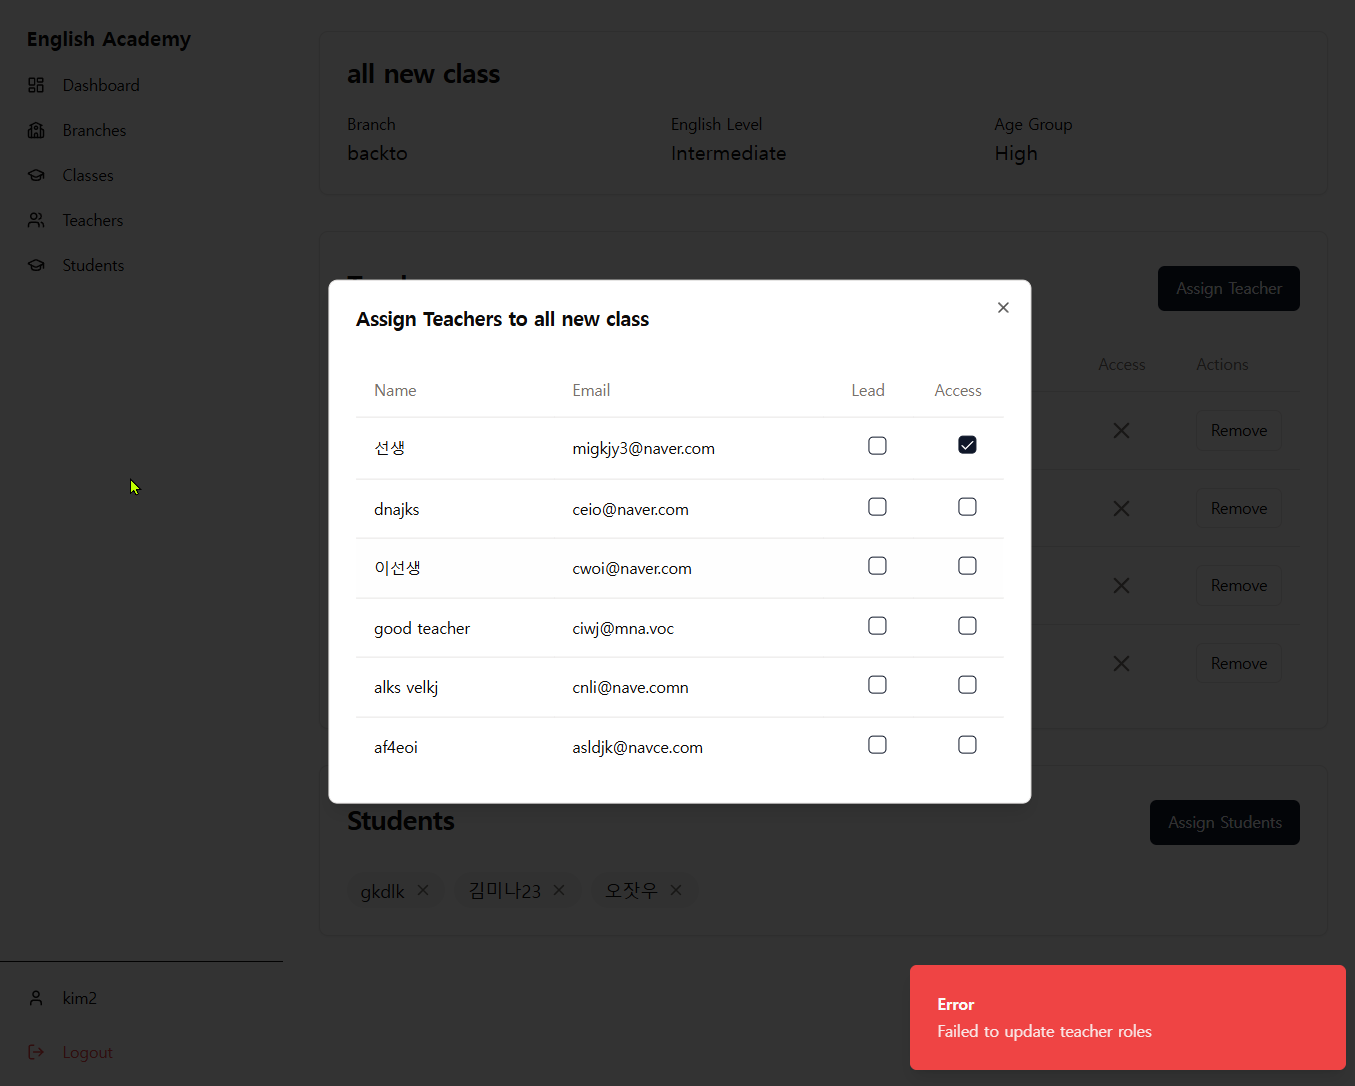 English Academy
Dashboard
Branches
Classes
Teachers
Students
kim2
Logout
all new class
Branch English Level Age Group
backto Intermediate High
Assign Teacher
Access Actions
Remove
Remove
Remove
Remove
Assign Teachers to all new class
Name Email Lead Access
선생 migkjy3@naver.com
dnajks ceio@naver.com
이선생 cwoi@naver.com
good teacher ciwj@mna.voc
alks velkj cnli@nave.comn
af4eoi asldjk@navce.com
Students
Assign Students
gkdlk 김미나23 오잣우
Error
Failed to update teacher roles